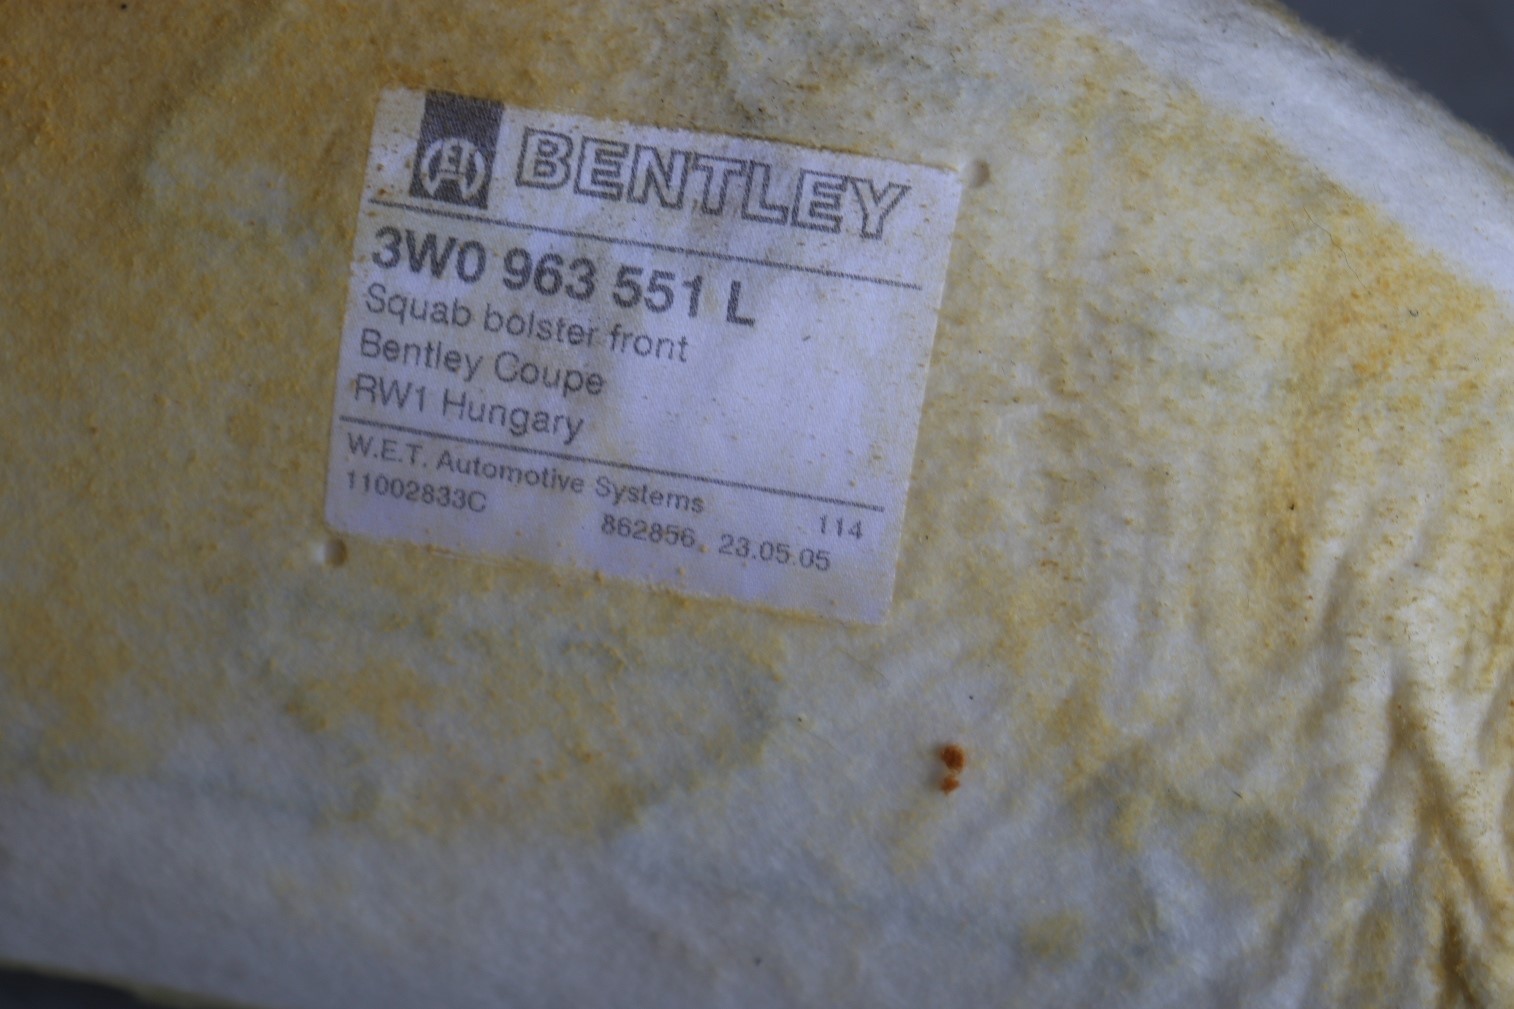 BENTLEY
3W0 963 551 L
Squab bolster front
Bentley Coupe
RW1 Hungary
W.E.T. Automotive Systems 114
11002833C 862856. 23.05.05